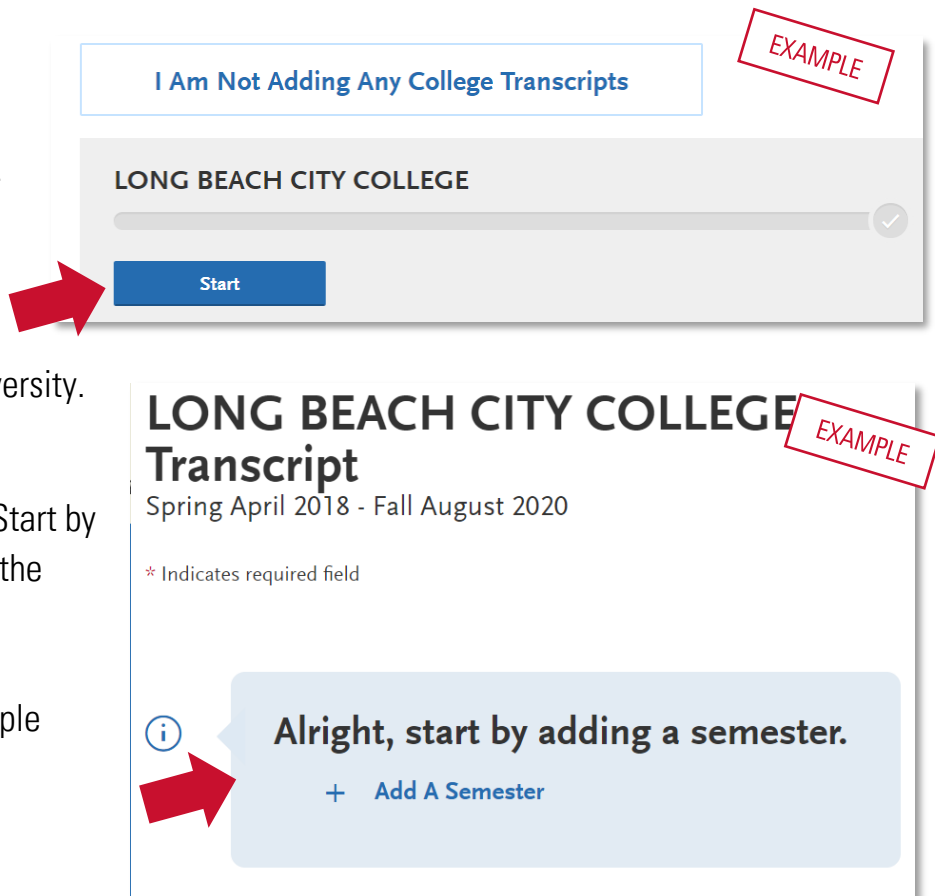 EXAMPLE
I Am Not Adding Any College Transcripts
LONG BEACH CITY COLLEGE
Start
EXAMPLE
LONG BEACH CITY COLLEGE
Transcript
Spring April 2018 - Fall August 2020
* Indicates required field
Alright, start by adding a semester.
+ Add A Semester
ersity.
Start by
the
ple